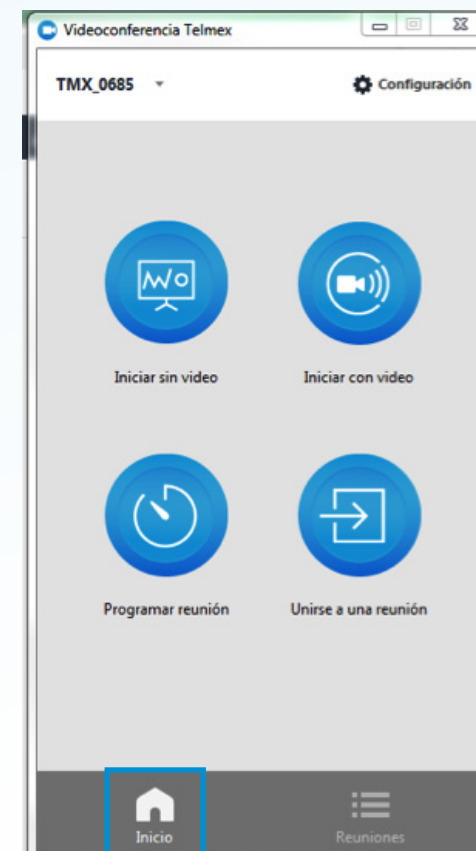 Videoconferencia Telmex
TMX_0685
Configuración
Iniciar sin video
Iniciar con video
Programar reunión
Unirse a una reunión
Inicio
Reuniones